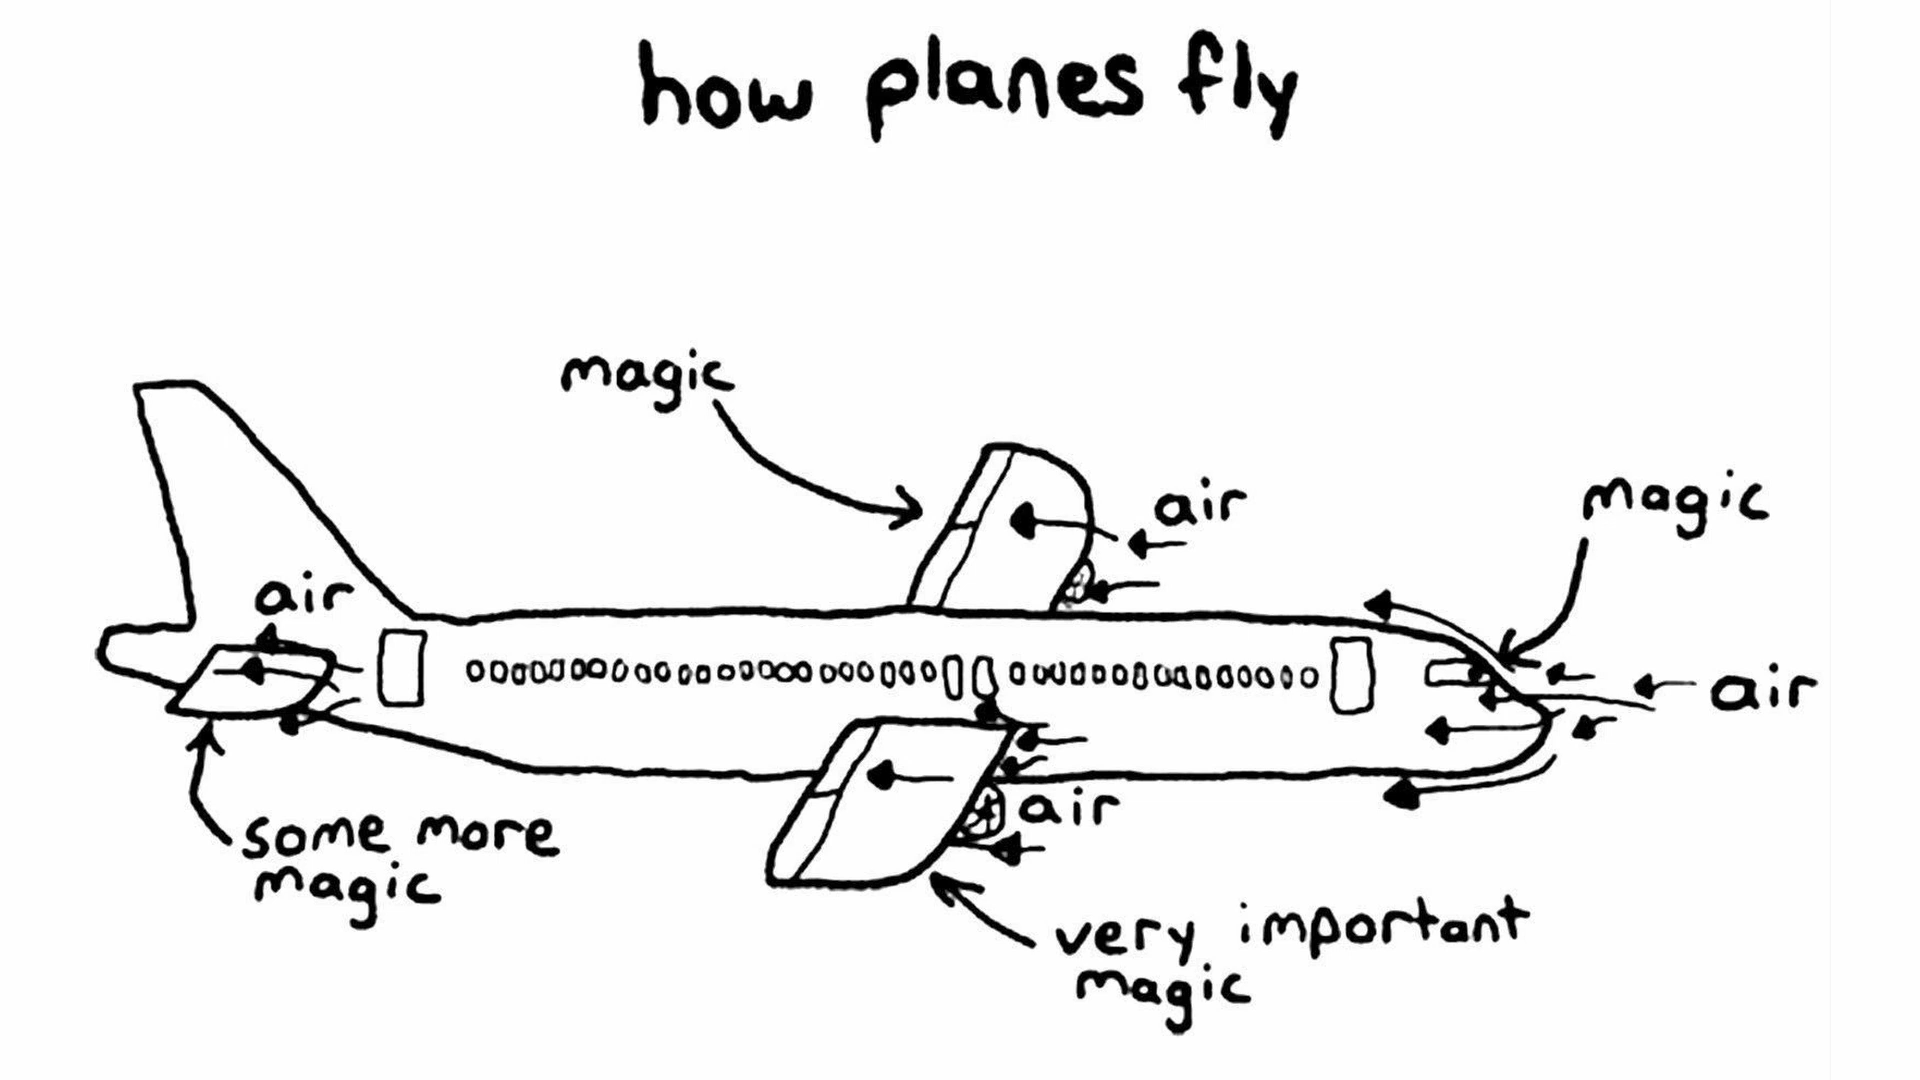 how planes fly
magic
air
magic
air
air
air
some more
magic
very important
magic